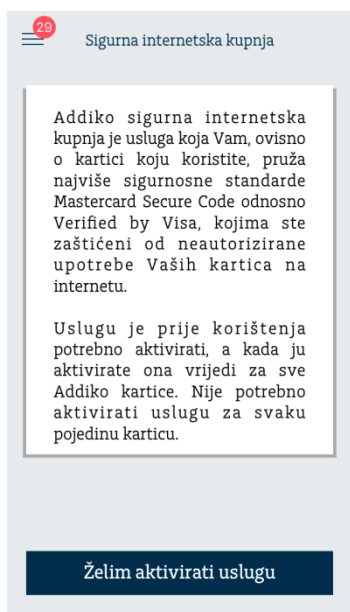 29
Sigurna internetska kupnja
Addiko sigurna internetska
kupnja je usluga koja Vam, ovisno
o kartici koju koristite, pruža
najviše sigurnosne standarde
Mastercard Secure Code odnosno
Verified by Visa, kojima ste
zaštićeni od neautorizirane
upotrebe Vaših kartica na
internetu.
Uslugu je prije korištenja
potrebno aktivirati, a kada ju
aktivirate ona vrijedi za sve
Addiko kartice. Nije potrebno
aktivirati uslugu za svaku
pojedinu karticu.
Želim aktivirati uslugu